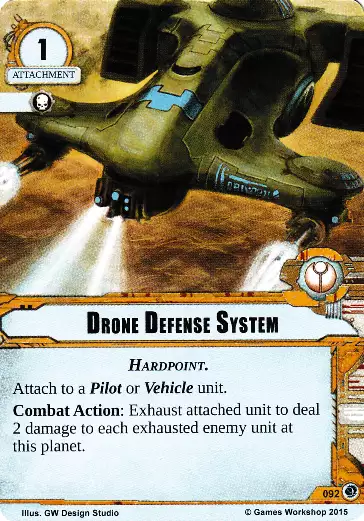 1
ATTACHMENT
DRONE DEFENSE SYSTEM
HARDPOINT.
Attach to a Pilot or Vehicle unit.
Combat Action: Exhaust attached unit to deal
2 damage to each exhausted enemy unit at
this planet.
092
Illus. GW Design Studio
© Games Workshop 2015